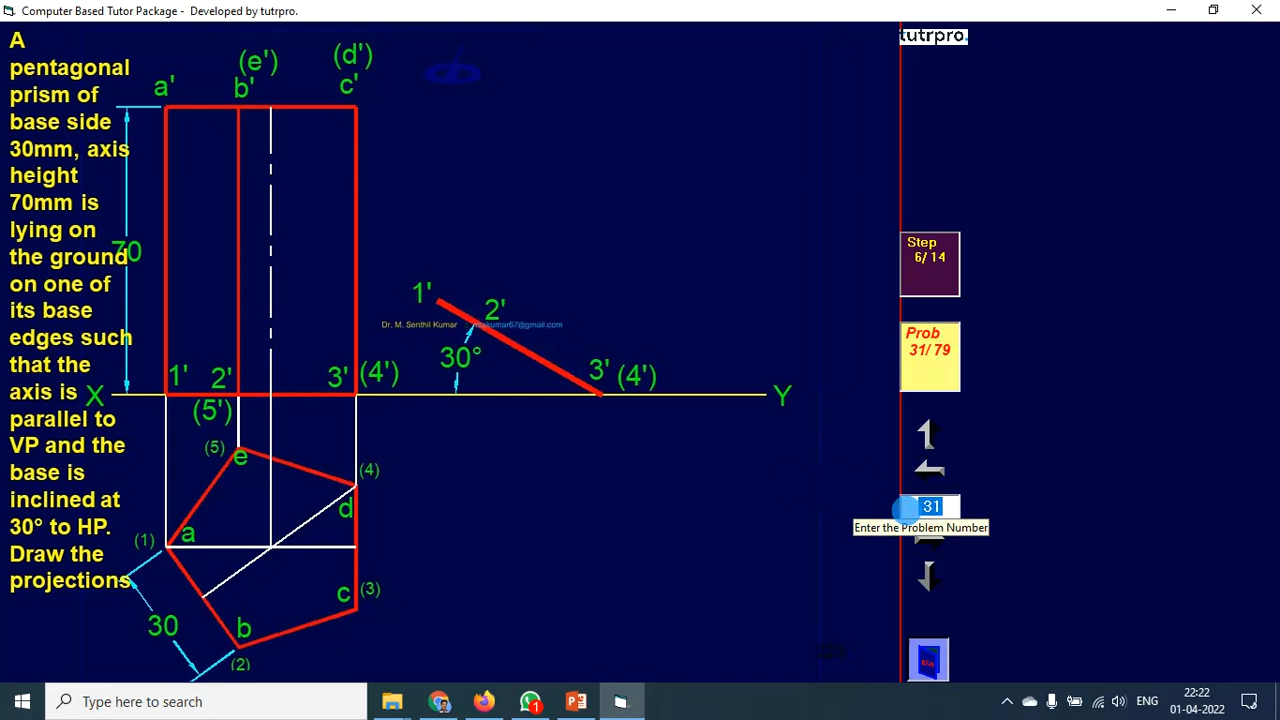 Computer Based Tutor Package - Developed by tutrpro.
A
pentagonal
prism of
base side
30mm, axis
height
70mm is
lying on
the ground
on one of
its base
edges such
that the
axis is
parallel to
VP and the
base is
inclined at
30° to HP.
Draw the
projections
(e') (d')
a' b' c'
70
1' 2' 3' (4')
(5')
X
Y
1' 2'
30°
3' (4')
Dr. M. Senthil Kumar
(5) e
(4)
d
(1) a
c (3)
b
(2)
30
tutrpro.
Step
6/ 14
Prob
31/ 79
31
Enter the Problem Number
Type here to search
1
ENG
22:22
01-04-2022